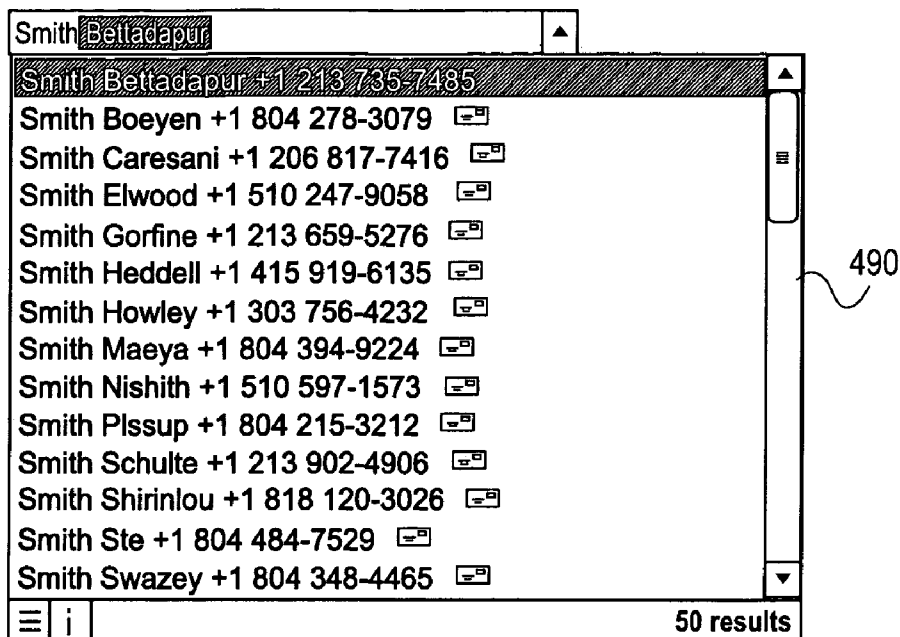 Smith Bettadapur
Smith Bettadapur +1 213 735-7485
Smith Boeyen +1 804 278-3079
Smith Caresani +1 206 817-7416
Smith Elwood +1 510 247-9058
Smith Gorfine +1 213 659-5276
Smith Heddell +1 415 919-6135
490
Smith Howley +1 303 756-4232
Smith Maeya +1 804 394-9224
Smith Nishith +1 510 597-1573
Smith Plssup +1 804 215-3212
Smith Schulte +1 213 902-4906
Smith Shirinlou +1 818 120-3026
Smith Ste +1 804 484-7529
Smith Swazey +1 804 348-4465
i 50 results